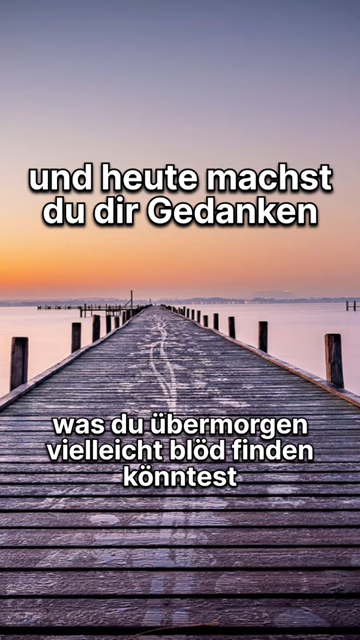 und heute machst
du dir Gedanken
was du übermorgen
vielleicht blöd finden
könntest